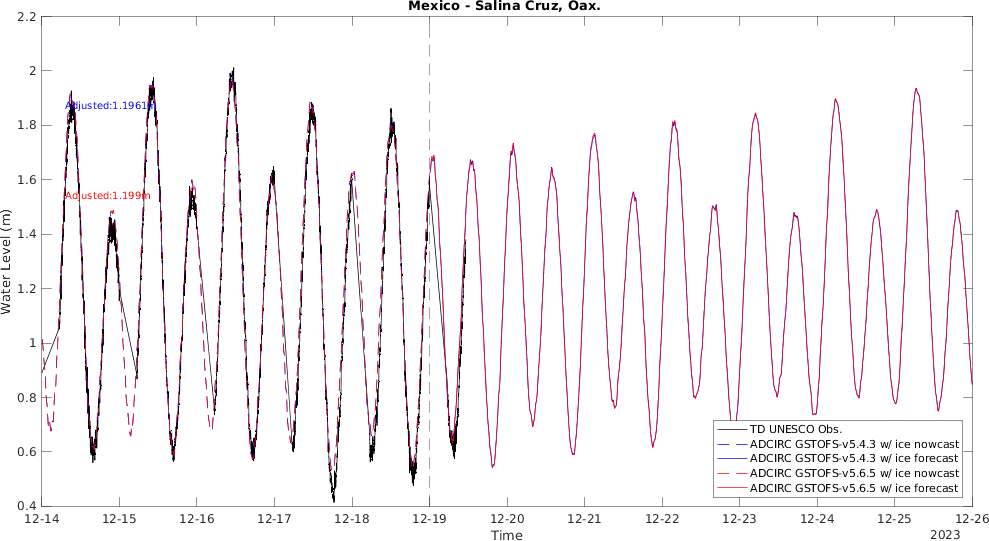 Mexico - Salina Cruz, Oax.
2.2
2
1.8
1.6
1.4
1.2
1
0.8
0.6
0.4
Water Level (m)
Adjusted:1.1961m
Adjusted:1.199m
TD UNESCO Obs.
ADCIRC GSTOFS-v5.4.3 w/ ice nowcast
ADCIRC GSTOFS-v5.4.3 w/ ice forecast
ADCIRC GSTOFS-v5.6.5 w/ ice nowcast
ADCIRC GSTOFS-v5.6.5 w/ ice forecast
12-14 12-15 12-16 12-17 12-18 12-19 12-20 12-21 12-22 12-23 12-24 12-25 12-26
Time
2023